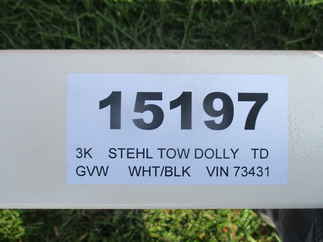 15197
3K STEHL TOW DOLLY TD
GVW WHT/BLK VIN 73431